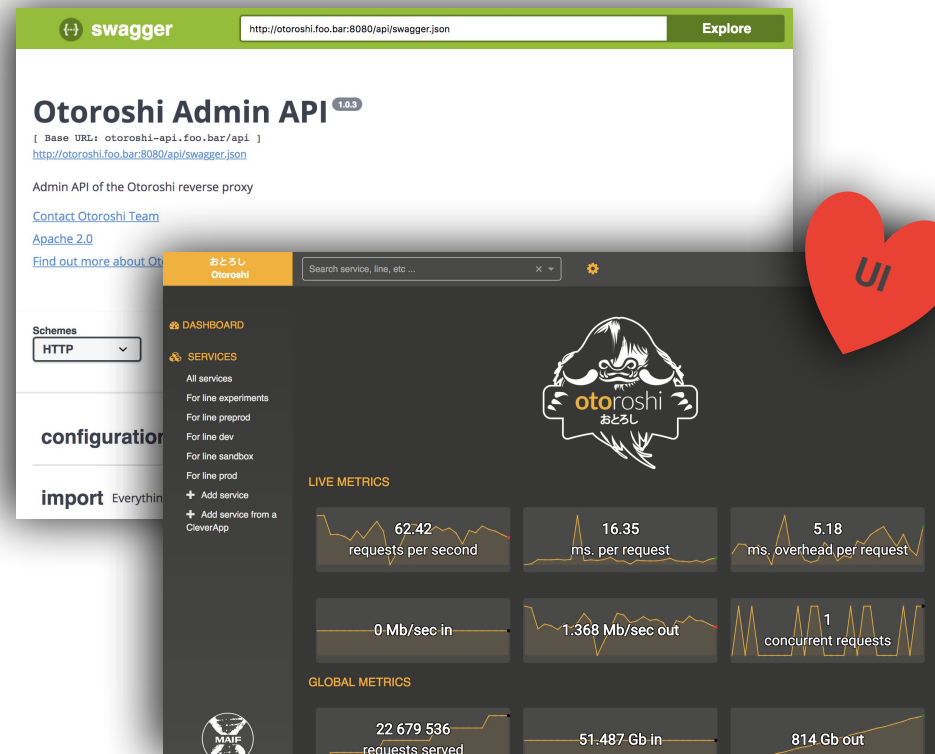 swagger
http://otoroshi.foo.bar:8080/api/swagger.json
Explore
Otoroshi Admin API 1.0.3
[ Base URL: otoroshi-api.foo.bar/api ]
http://otoroshi.foo.bar:8080/api/swagger.json
Admin API of the Otoroshi reverse proxy
Contact Otoroshi Team
Apache 2.0
Find out more about Oto
Schemes
HTTP
configuration
import Everythin
UI
おとろし
Otoroshi
Search service, line, etc ...
DASHBOARD
SERVICES
All services
For line experiments
For line preprod
For line dev
For line sandbox
For line prod
Add service
Add service from a
CleverApp
MAIF
otoroshi
おとろし
LIVE METRICS
62.42
requests per second
16.35
ms. per request
5.18
ms. overhead per request
0 Mb/sec in
1.368 Mb/sec out
1
concurrent requests
GLOBAL METRICS
22 679 536
requests served
51.487 Gb in
814 Gb out